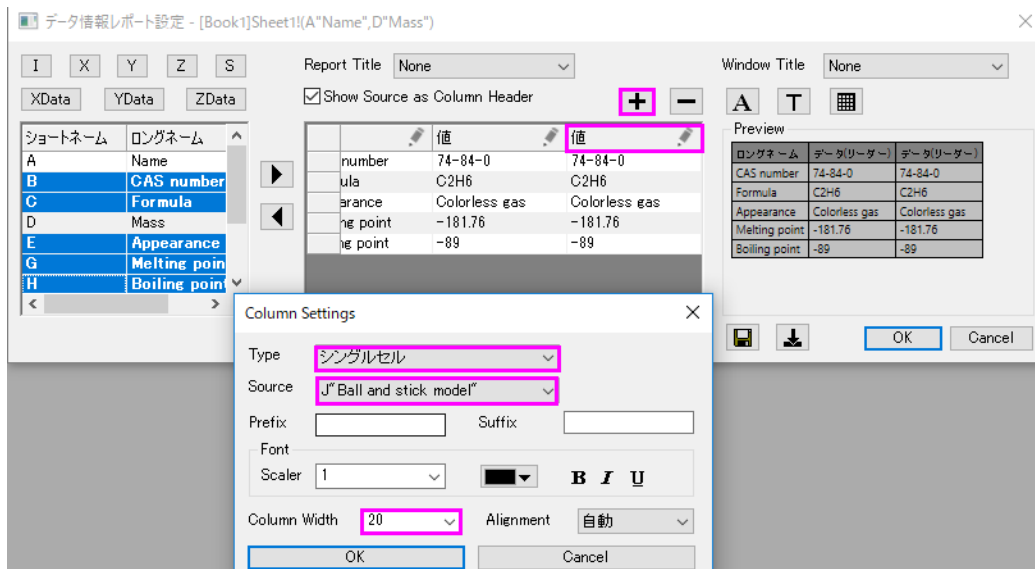 データ情報レポート設定 - [Book1]Sheet1!(A"Name",D"Mass")
I X Y Z S
XData YData ZData
ショートネーム ロングネーム
A Name
B CAS number
C Formula
D Mass
E Appearance
G Melting poin
H Boiling poin
Report Title None
Show Source as Column Header
値 値
number 74-84-0 74-84-0
ula C2H6 C2H6
arance Colorless gas Colorless gas
ng point -181.76 -181.76
ng point -89 -89
Window Title None
A T
Preview
ロングネーム データ(リーダー) データ(リーダー)
CAS number 74-84-0 74-84-0
Formula C2H6 C2H6
Appearance Colorless gas Colorless gas
Melting point -181.76 -181.76
Boiling point -89 -89
OK Cancel
Column Settings
Type シングルセル
Source J"Ball and stick model"
Prefix Suffix
Font
Scaler 1 B I U
Column Width 20 Alignment 自動
OK Cancel